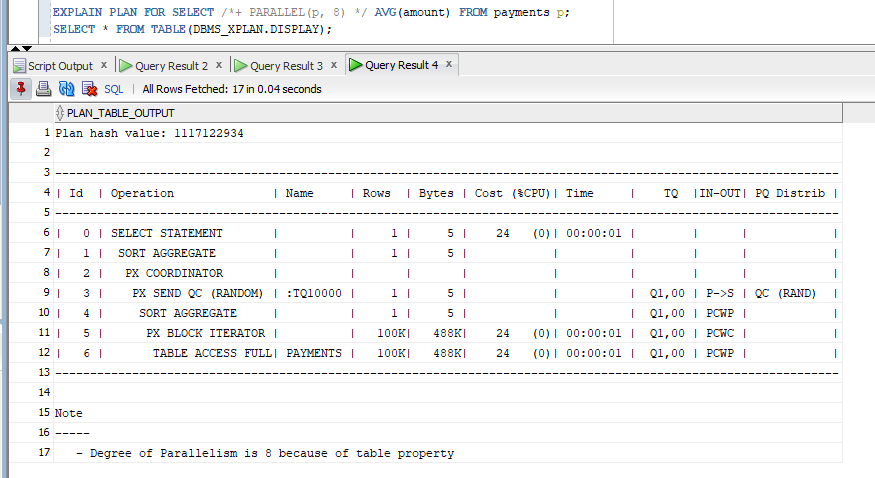 EXPLAIN PLAN FOR SELECT /*+ PARALLEL(p, 8) */ AVG(amount) FROM payments p;
SELECT * FROM TABLE(DBMS_XPLAN.DISPLAY);
Script Output x Query Result 2 x Query Result 3 x Query Result 4 x
SQL | All Rows Fetched: 17 in 0.04 seconds
PLAN_TABLE_OUTPUT
1 Plan hash value: 1117122934
2
3 ---------------------------------------------------------------------------------------------------------------
4 | Id  | Operation              | Name     | Rows  | Bytes | Cost (%CPU)| Time     |    TQ  |IN-OUT| PQ Distrib |
5 ---------------------------------------------------------------------------------------------------------------
6 |   0 | SELECT STATEMENT       |          |     1 |     5 |    24   (0)| 00:00:01 |        |      |            |
7 |   1 |  SORT AGGREGATE        |          |     1 |     5 |            |          |        |      |            |
8 |   2 |   PX COORDINATOR       |          |       |       |            |          |        |      |            |
9 |   3 |    PX SEND QC (RANDOM) | :TQ10000 |     1 |     5 |            |          |  Q1,00 | P->S | QC (RAND)  |
10 |   4 |     SORT AGGREGATE     |          |     1 |     5 |            |          |  Q1,00 | PCWP |            |
11 |   5 |      PX BLOCK ITERATOR |          |   100K|   488K|    24   (0)| 00:00:01 |  Q1,00 | PCWC |            |
12 |   6 |       TABLE ACCESS FULL| PAYMENTS |   100K|   488K|    24   (0)| 00:00:01 |  Q1,00 | PCWP |            |
13 ---------------------------------------------------------------------------------------------------------------
14
15 Note
16 -----
17    - Degree of Parallelism is 8 because of table property